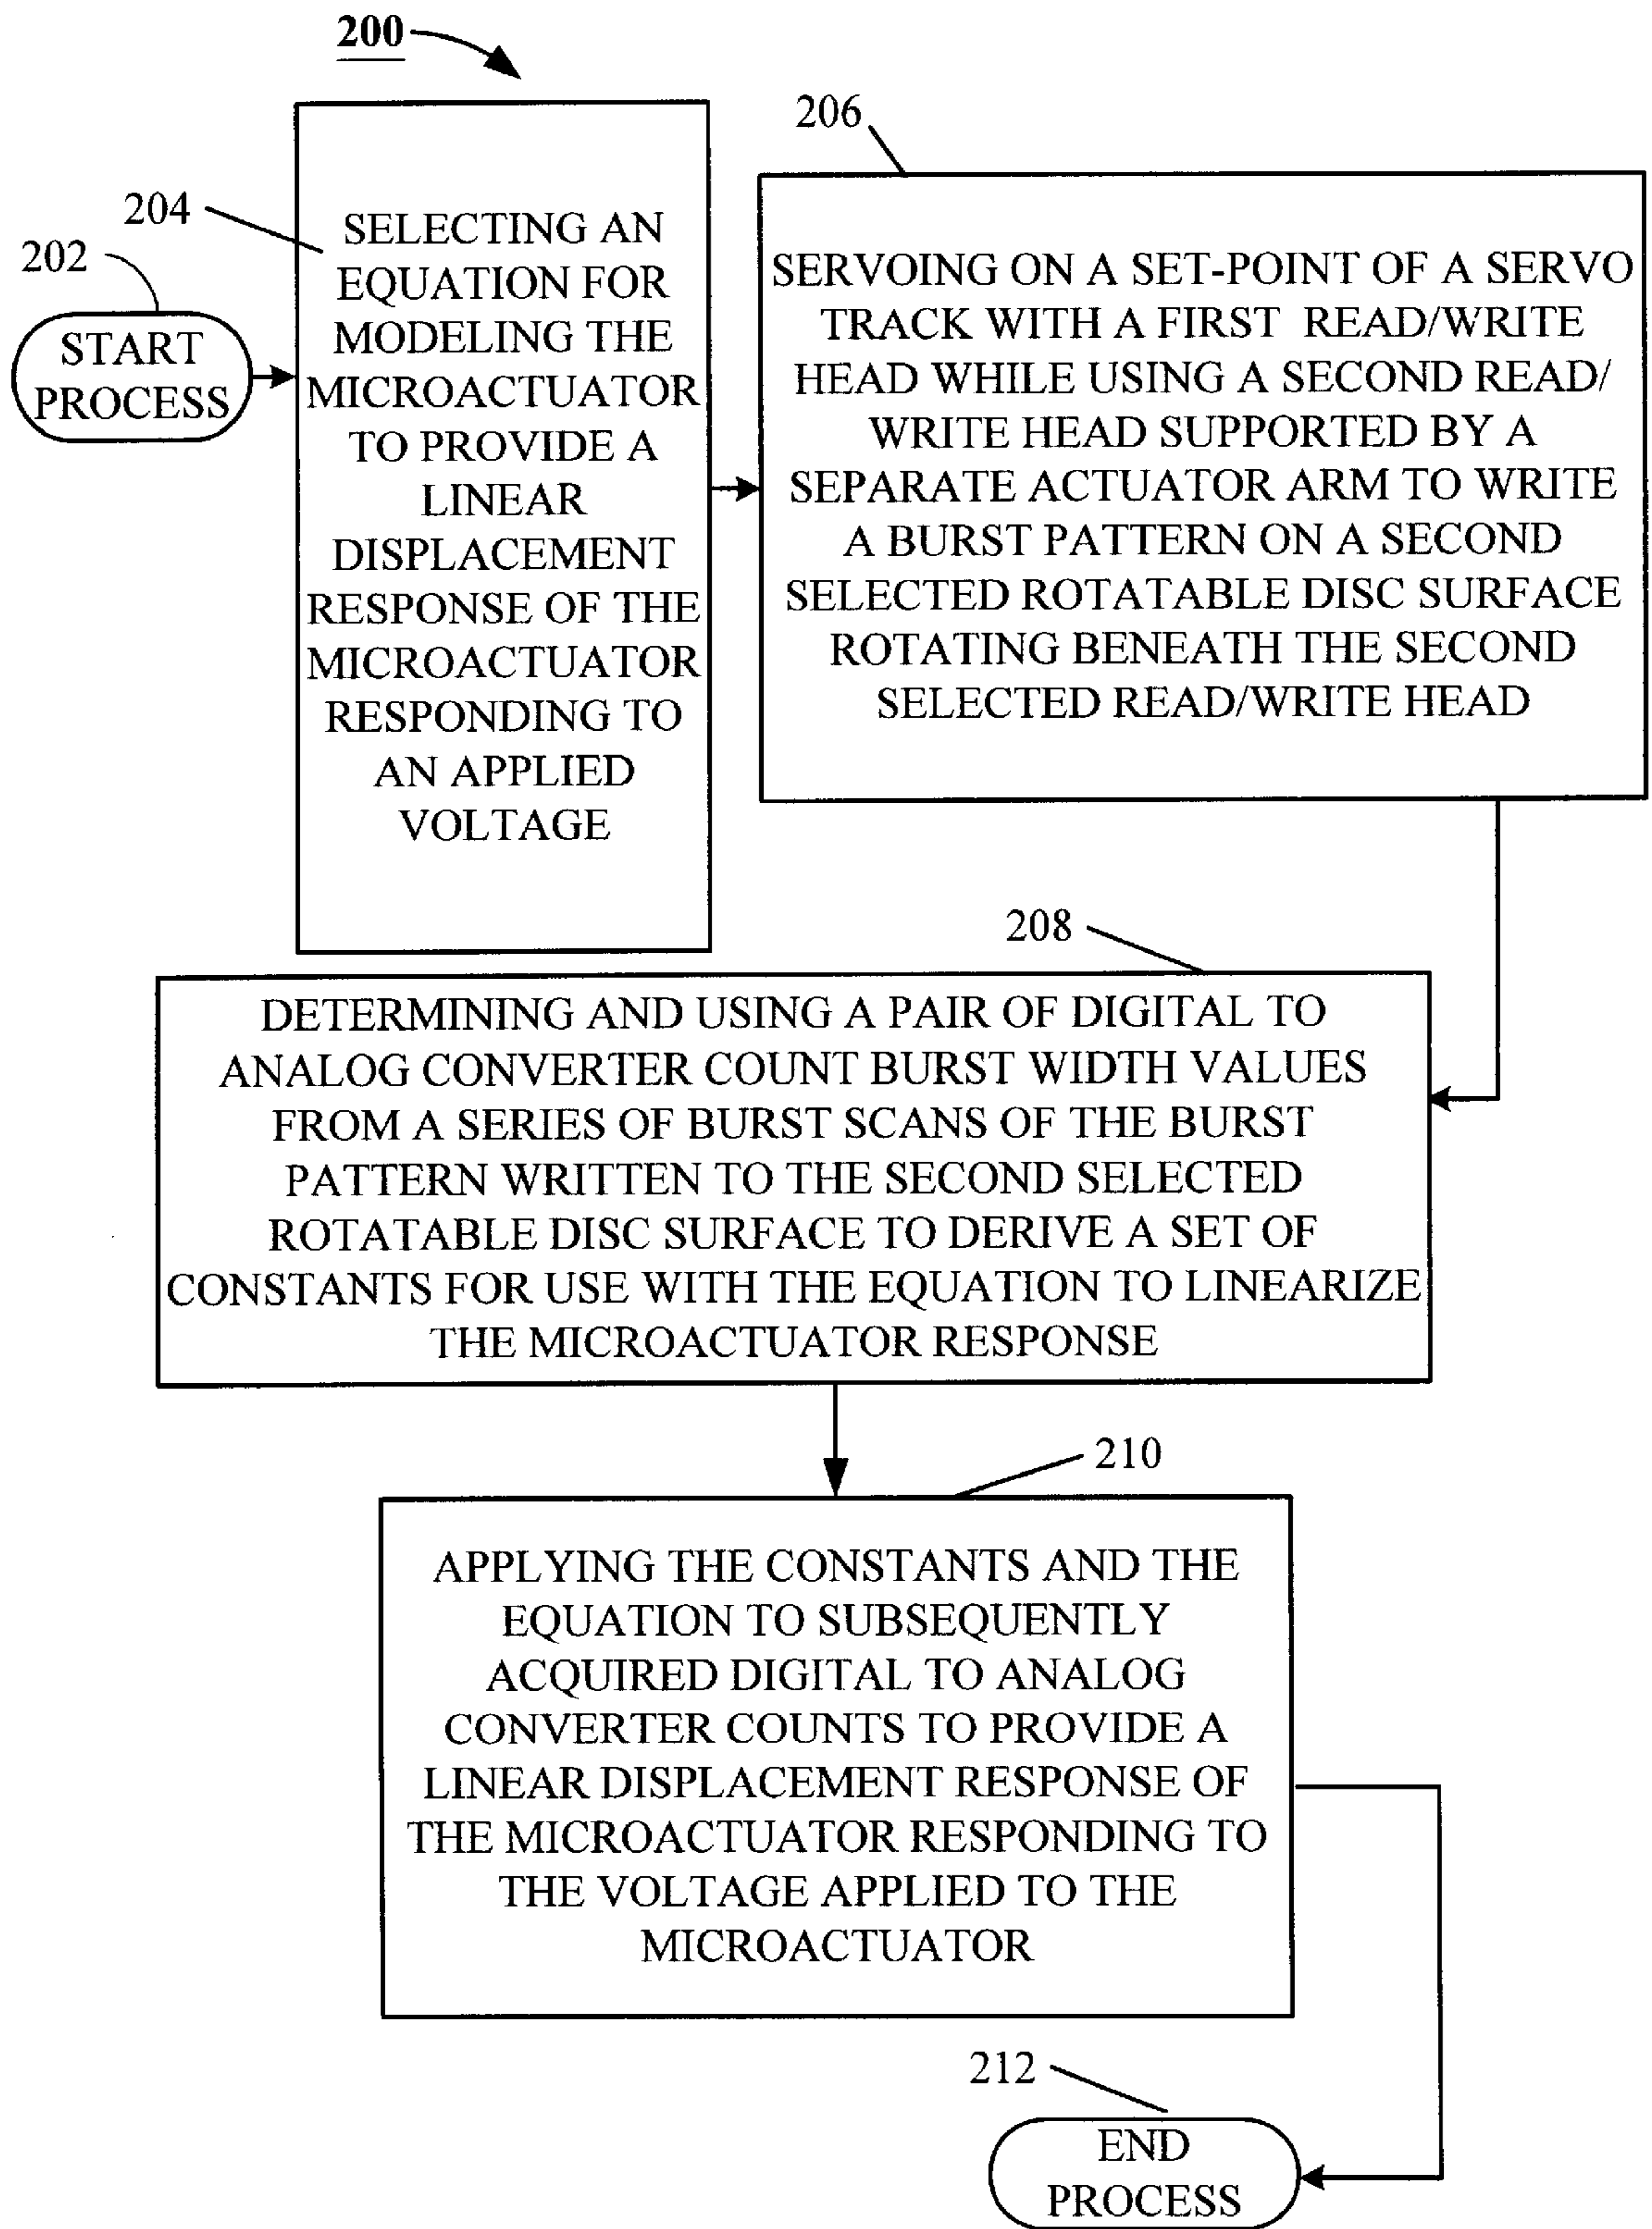 200
202
START
PROCESS
204
SELECTING AN
EQUATION FOR
MODELING THE
MICROACTUATOR
TO PROVIDE A
LINEAR
DISPLACEMENT
RESPONSE OF THE
MICROACTUATOR
RESPONDING TO
AN APPLIED
VOLTAGE
206
SERVOING ON A SET-POINT OF A SERVO
TRACK WITH A FIRST READ/WRITE
HEAD WHILE USING A SECOND READ/
WRITE HEAD SUPPORTED BY A
SEPARATE ACTUATOR ARM TO WRITE
A BURST PATTERN ON A SECOND
SELECTED ROTATABLE DISC SURFACE
ROTATING BENEATH THE SECOND
SELECTED READ/WRITE HEAD
208
DETERMINING AND USING A PAIR OF DIGITAL TO
ANALOG CONVERTER COUNT BURST WIDTH VALUES
FROM A SERIES OF BURST SCANS OF THE BURST
PATTERN WRITTEN TO THE SECOND SELECTED
ROTATABLE DISC SURFACE TO DERIVE A SET OF
CONSTANTS FOR USE WITH THE EQUATION TO LINEARIZE
THE MICROACTUATOR RESPONSE
210
APPLYING THE CONSTANTS AND THE
EQUATION TO SUBSEQUENTLY
ACQUIRED DIGITAL TO ANALOG
CONVERTER COUNTS TO PROVIDE A
LINEAR DISPLACEMENT RESPONSE OF
THE MICROACTUATOR RESPONDING TO
THE VOLTAGE APPLIED TO THE
MICROACTUATOR
212
END
PROCESS